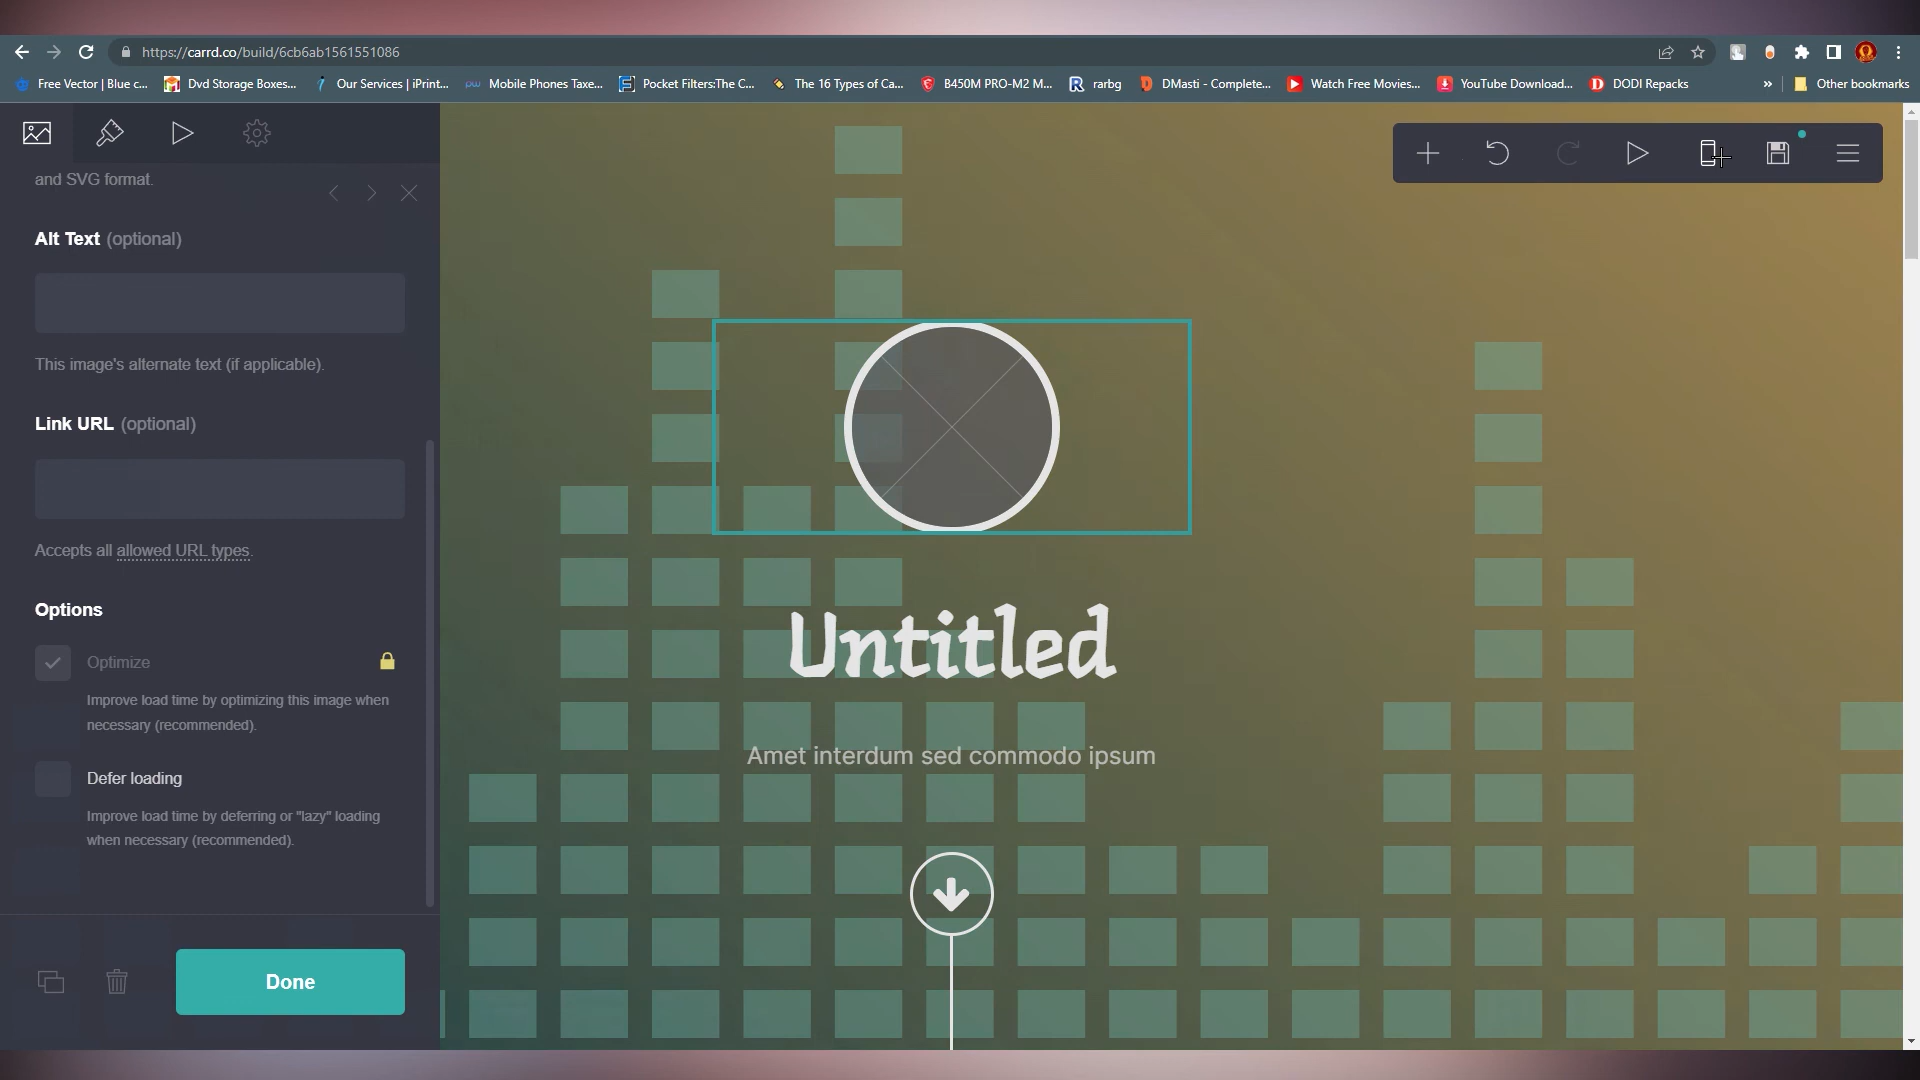 https://carrd.co/build/6cb6ab1561551086
Free Vector | Blue c...
Dvd Storage Boxes...
Our Services | iPrint...
Mobile Phones Taxe...
Pocket Filters:The C...
The 16 Types of Ca...
B450M PRO-M2 M...
rarbg
DMasti - Complete...
Watch Free Movies...
YouTube Download...
DODI Repacks
»
Other bookmarks
and SVG format.
Alt Text (optional)
This image's alternate text (if applicable).
Link URL (optional)
Accepts all allowed URL types.
Options
Optimize
Improve load time by optimizing this image when
necessary (recommended).
Defer loading
Improve load time by deferring or "lazy" loading
when necessary (recommended).
Done
Untitled
Amet interdum sed commodo ipsum